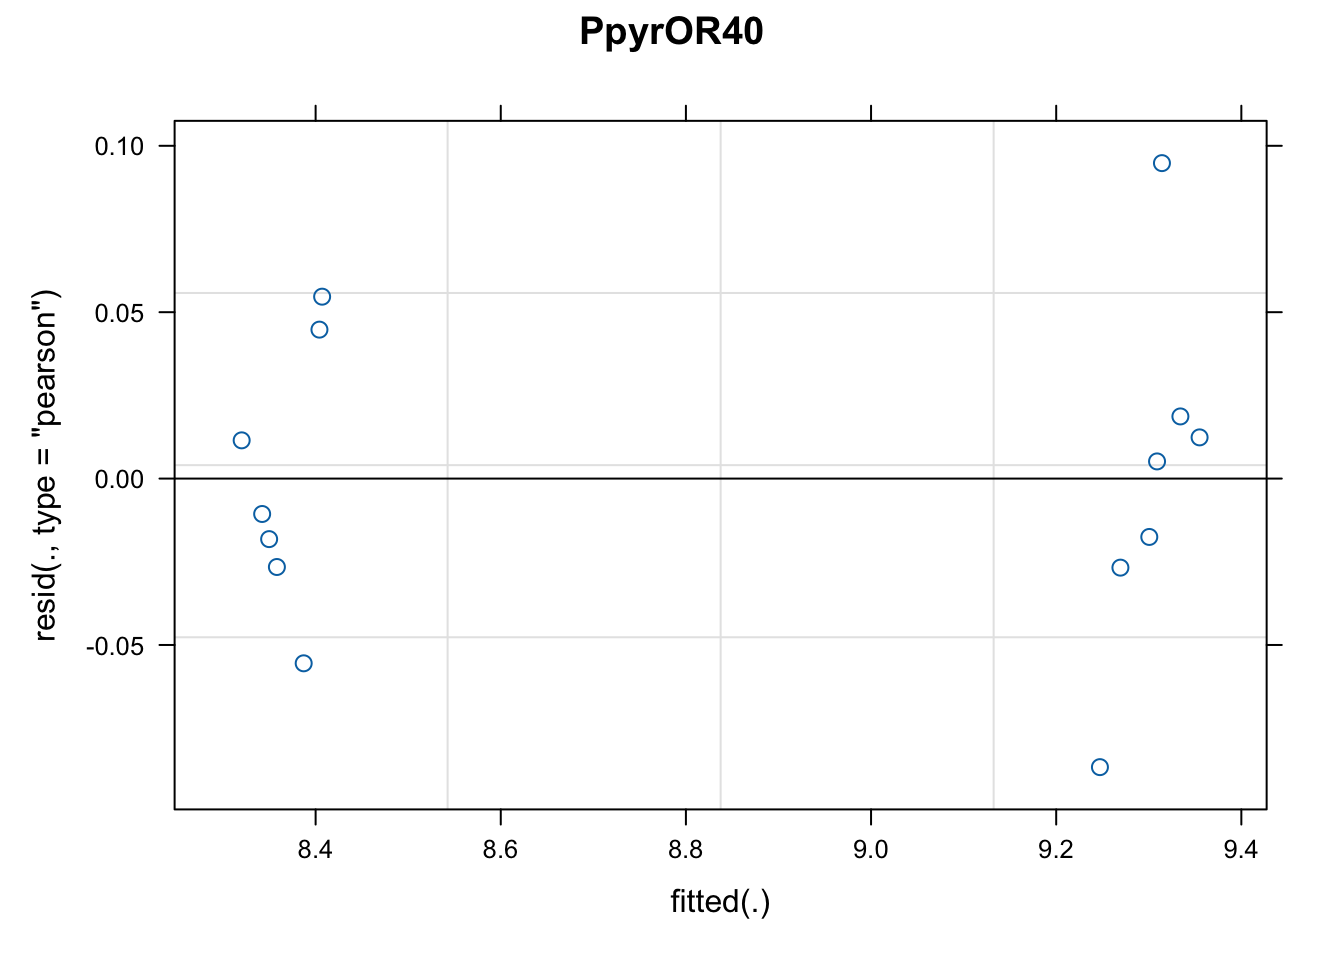 PpyrOR40
resid(., type = "pearson")
0.10
0.05
0.00
-0.05
8.4 8.6 8.8 9.0 9.2 9.4
fitted(.)